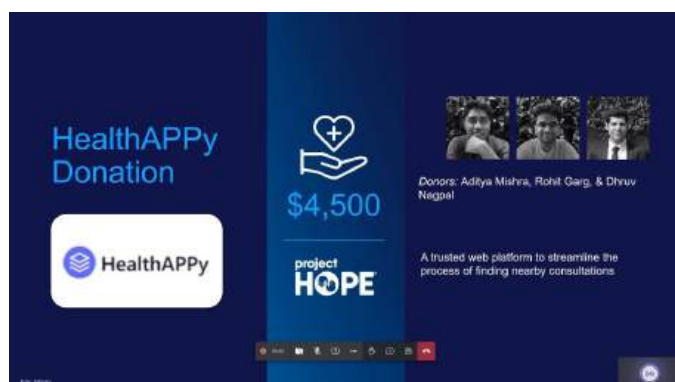 HealthAPPy
Donation
HealthAPPy
$4,500
project
HOPE
Donors: Aditya Mishra, Rohit Garg, & Dhruv
Nagpal
A trusted web platform to streamline the
process of finding nearby consultations